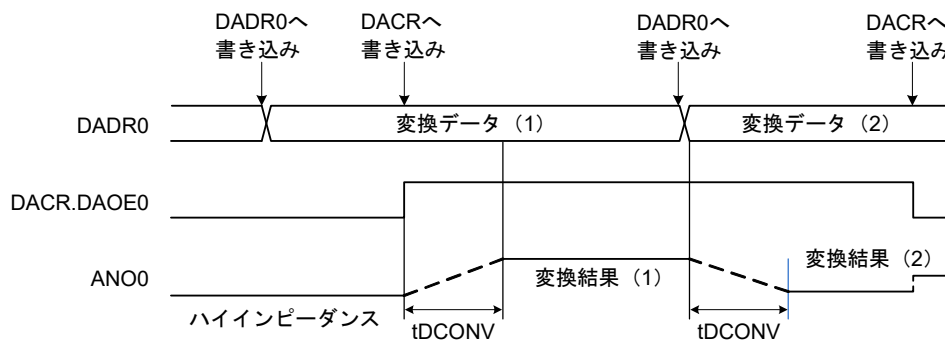 DADR0へ
書き込み
DACRへ
書き込み
DADR0へ
書き込み
DACRへ
書き込み
DADR0
変換データ（1）
変換データ（2）
DACR.DAOE0
ANO0
変換結果（1）
変換結果（2）
ハイインピーダンス
tDCONV
tDCONV